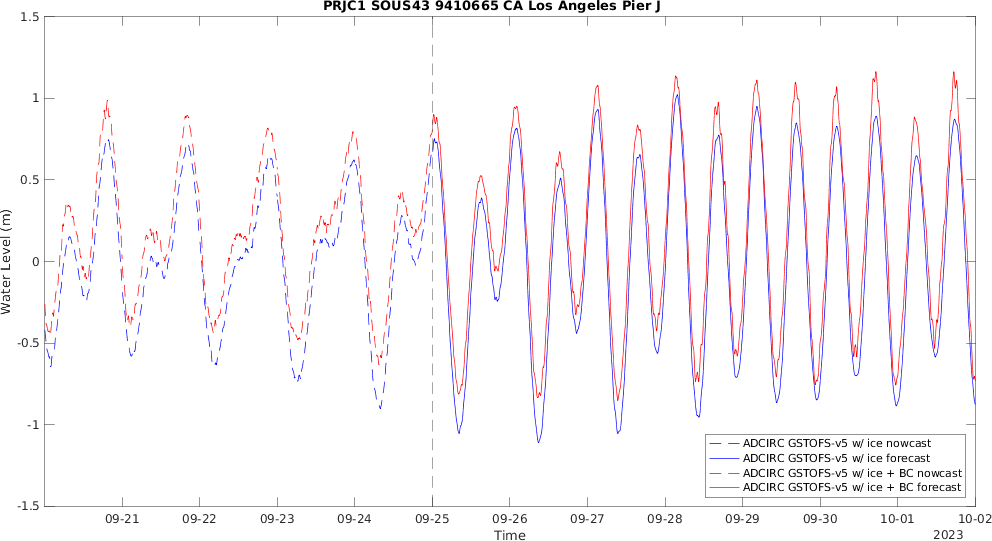 PRJC1 SOUS43 9410665 CA Los Angeles Pier J
1.5
1
0.5
0
-0.5
-1
-1.5
Water Level (m)
09-21 09-22 09-23 09-24 09-25 09-26 09-27 09-28 09-29 09-30 10-01 10-02
2023
Time
ADCIRC GSTOFS-v5 w/ ice nowcast
ADCIRC GSTOFS-v5 w/ ice forecast
ADCIRC GSTOFS-v5 w/ ice + BC nowcast
ADCIRC GSTOFS-v5 w/ ice + BC forecast